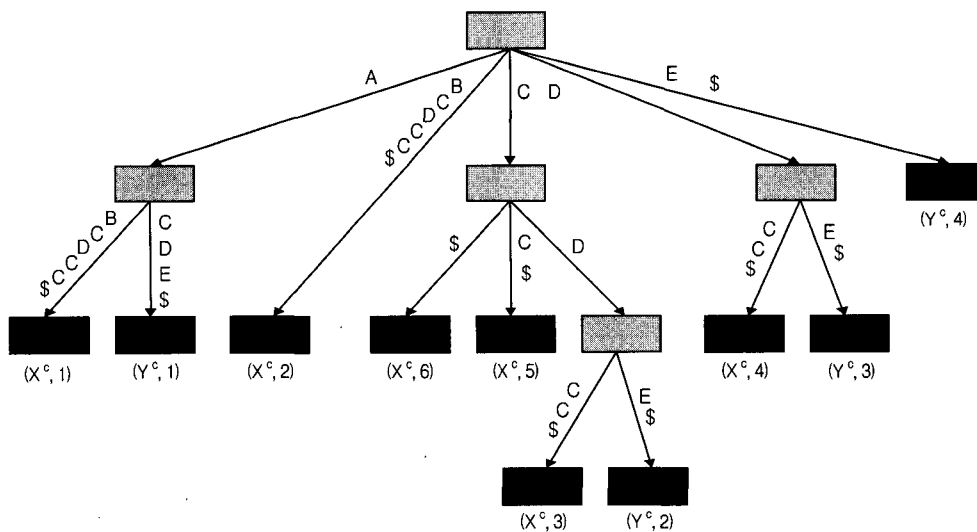 A
$ C C D C B
C
D
E
$
$ C C D C B
B C D C C $
C D E $
$
C $
D
$ C C
E $
$ C C
E $
(Y^c, 4)
(X^c, 1)
(Y^c, 1)
(X^c, 2)
(X^c, 6)
(X^c, 5)
(X^c, 4)
(Y^c, 3)
(X^c, 3)
(Y^c, 2)